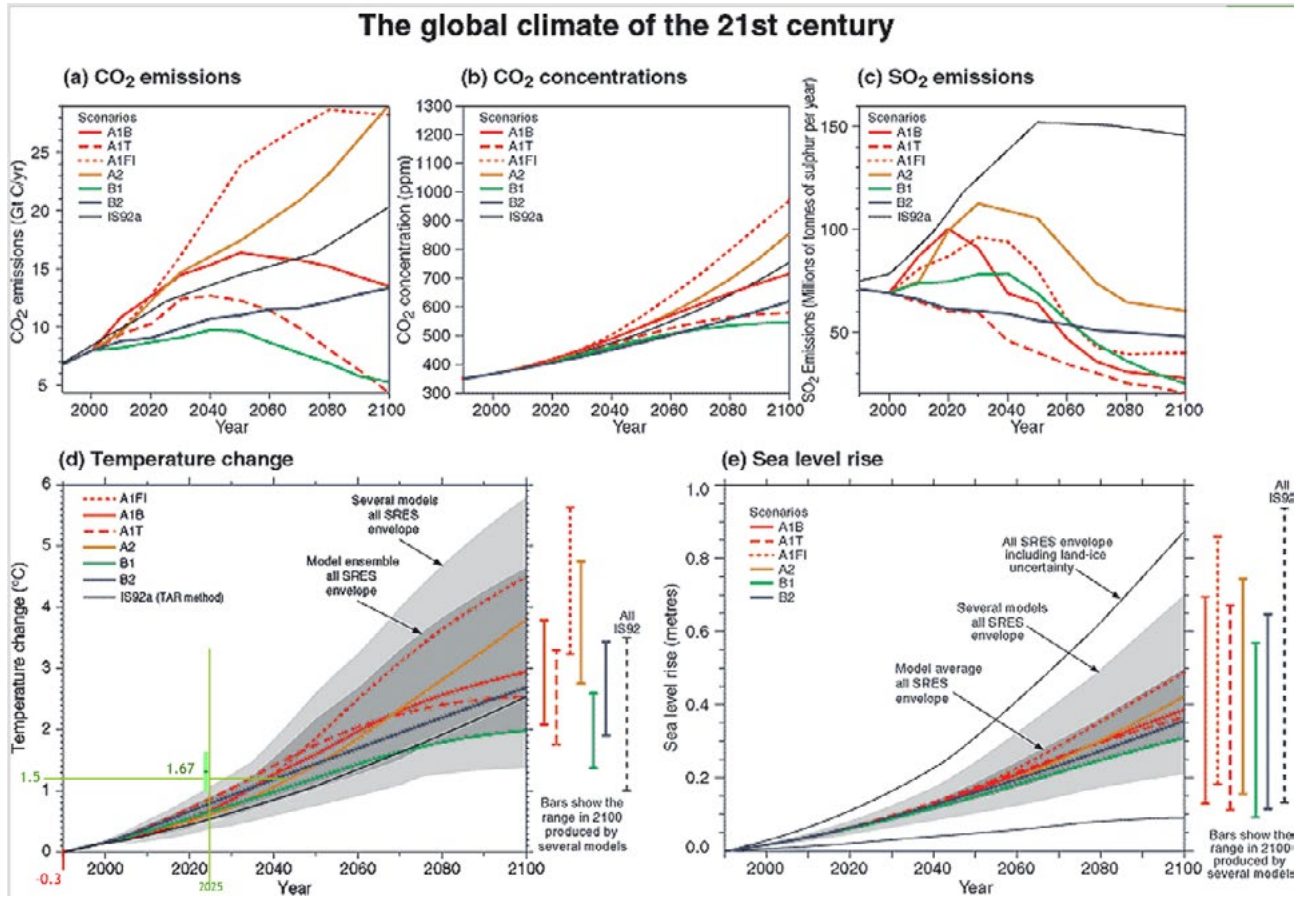 The global climate of the 21st century
(a) CO2 emissions
CO2 emissions (Gt C/yr)
25
20
15
10
5
Scenarios
A1B
A1T
A1FI
A2
B1
B2
IS92a
2000 2020 2040 2060 2080 2100
Year
(b) CO2 concentrations
CO2 concentration (ppm)
1300
1200
1100
1000
900
800
700
600
500
400
300
Scenarios
A1B
A1T
A1FI
A2
B1
B2
IS92a
2000 2020 2040 2060 2080 2100
Year
(c) SO2 emissions
SO2 Emissions (Millions of tonnes of sulphur per year)
150
100
50
Scenarios
A1B
A1T
A1FI
A2
B1
B2
IS92a
2000 2020 2040 2060 2080 2100
Year
(d) Temperature change
Temperature change (°C)
6
5
4
3
2
1
0
1.5
-0.3
A1FI
A1B
A1T
A2
B1
B2
IS92a (TAR method)
Several models
all SRES
envelope
Model ensemble
all SRES
envelope
1.67
2000 2020 2040 2060 2080 2100
2025
Year
All
IS92
Bars show the
range in 2100
produced by
several models
(e) Sea level rise
Sea level rise (metres)
1.0
0.8
0.6
0.4
0.2
0.0
Scenarios
A1B
A1T
A1FI
A2
B1
B2
All SRES envelope
including land-ice
uncertainty
Several models
all SRES
envelope
Model average
all SRES
envelope
2000 2020 2040 2060 2080 2100
Year
All
IS92
Bars show the
range in 2100
produced by
several models